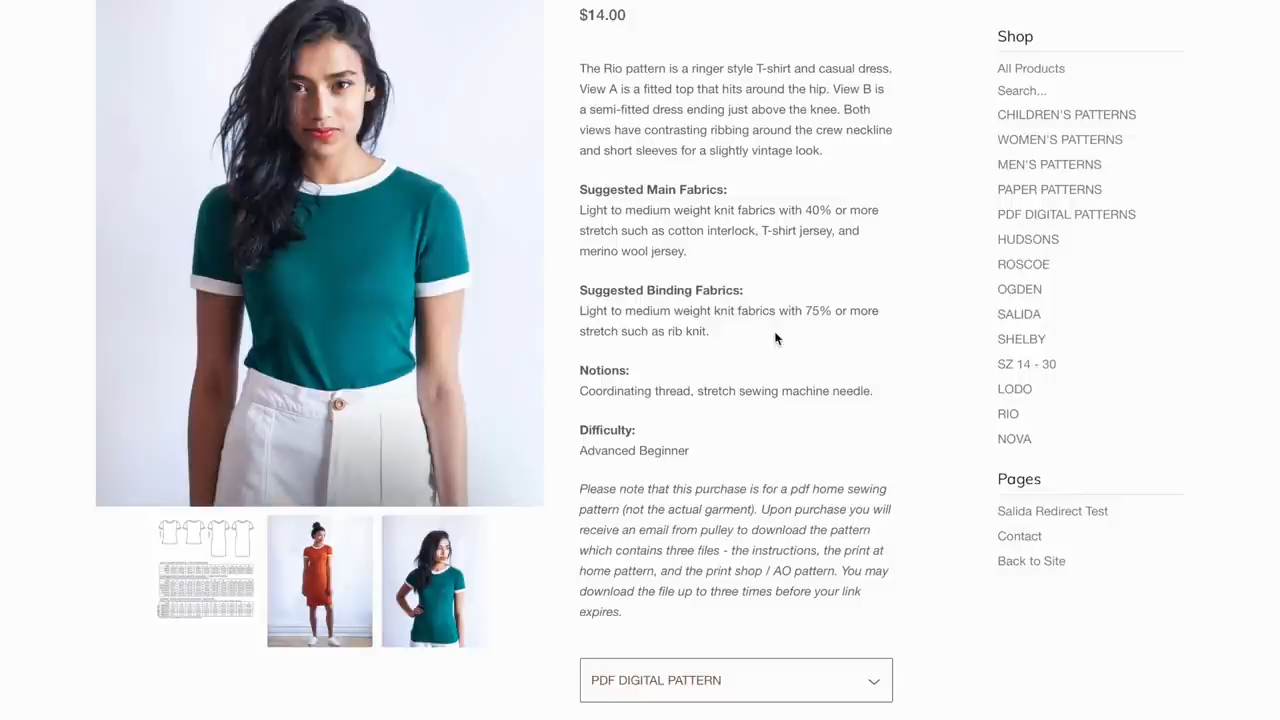 $14.00
The Rio pattern is a ringer style T-shirt and casual dress.
View A is a fitted top that hits around the hip. View B is
a semi-fitted dress ending just above the knee. Both
views have contrasting ribbing around the crew neckline
and short sleeves for a slightly vintage look.
Suggested Main Fabrics:
Light to medium weight knit fabrics with 40% or more
stretch such as cotton interlock, T-shirt jersey, and
merino wool jersey.
Suggested Binding Fabrics:
Light to medium weight knit fabrics with 75% or more
stretch such as rib knit.
Notions:
Coordinating thread, stretch sewing machine needle.
Difficulty:
Advanced Beginner
Please note that this purchase is for a pdf home sewing
pattern (not the actual garment). Upon purchase you will
receive an email from pulley to download the pattern
which contains three files - the instructions, the print at
home pattern, and the print shop / AO pattern. You may
download the file up to three times before your link
expires.
PDF DIGITAL PATTERN
Shop
All Products
Search...
CHILDREN'S PATTERNS
WOMEN'S PATTERNS
MEN'S PATTERNS
PAPER PATTERNS
PDF DIGITAL PATTERNS
HUDSONS
ROSCOE
OGDEN
SALIDA
SHELBY
SZ 14 - 30
LODO
RIO
NOVA
Pages
Salida Redirect Test
Contact
Back to Site